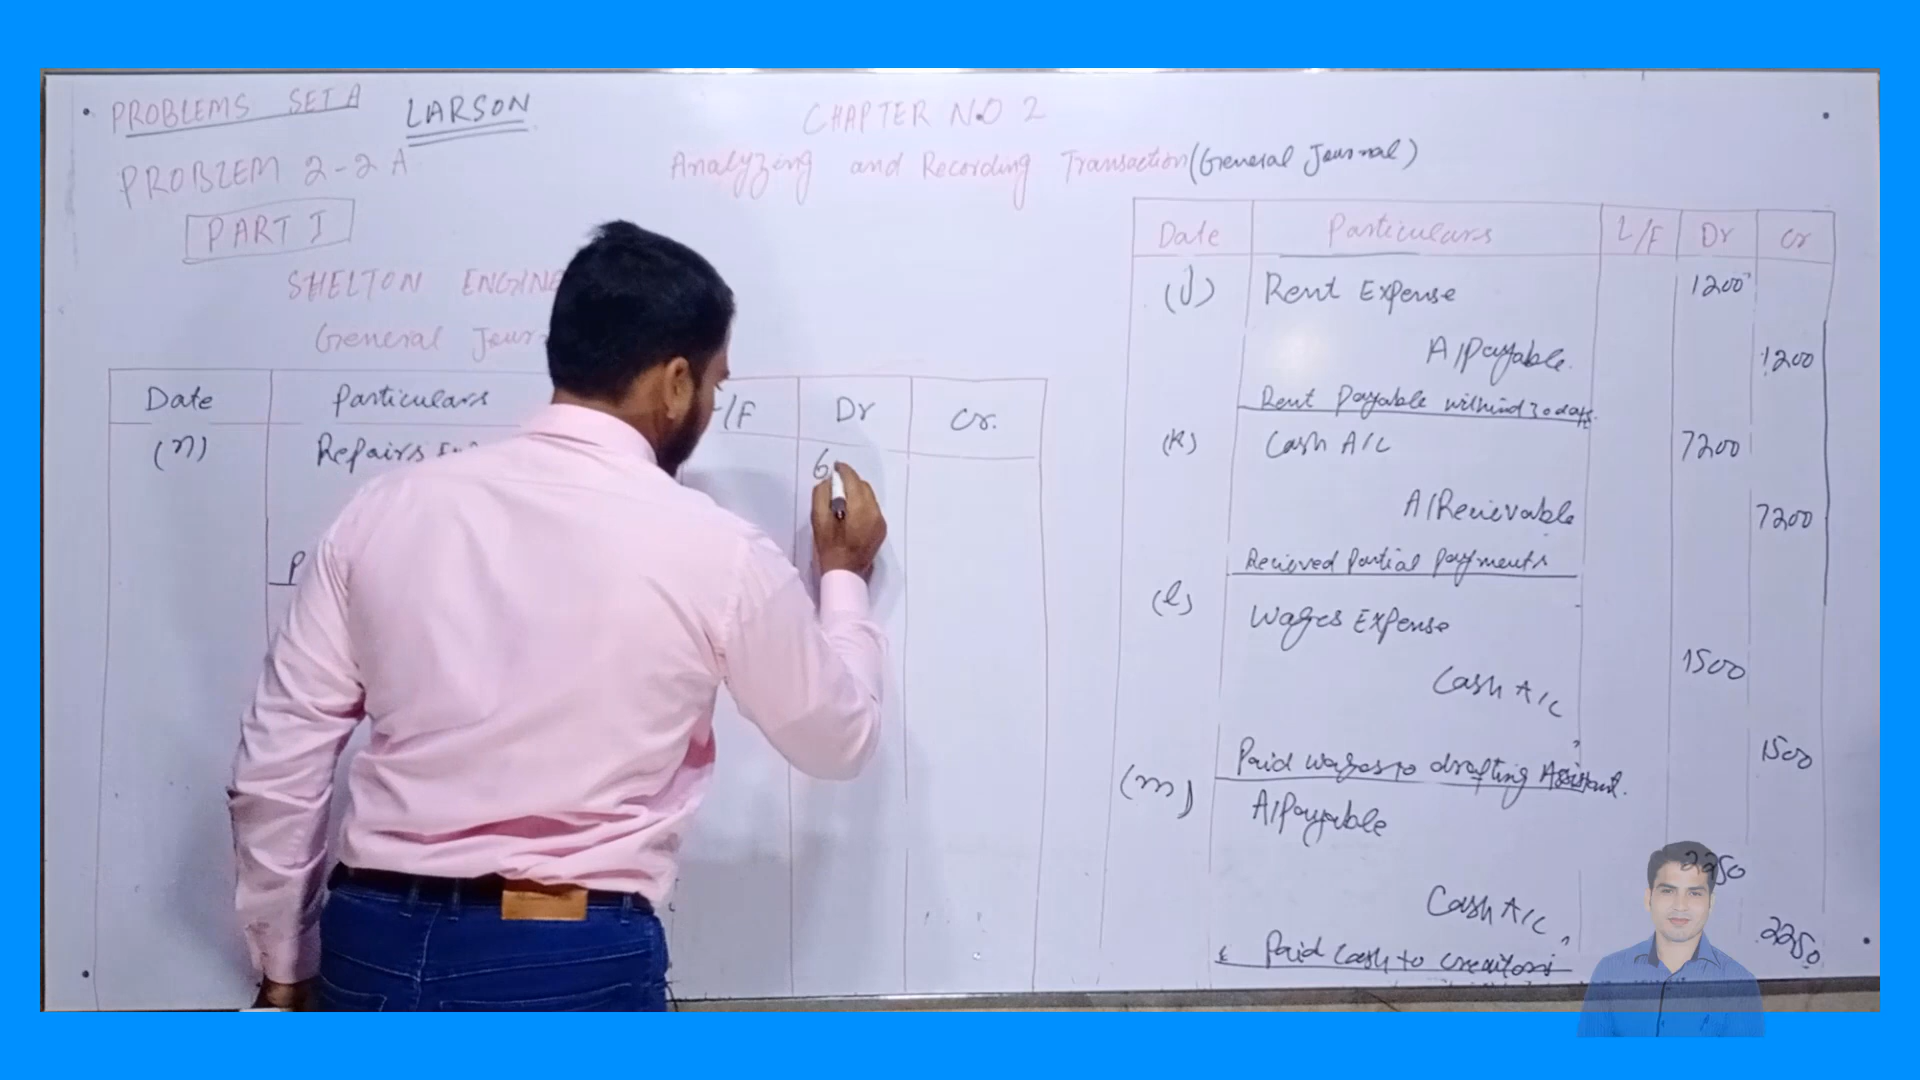 PROBLEMS SET A
LARSON
CHAPTER NO 2
PROBLEM 2-2A
Analyzing and Recording Transaction (General Journal)
PART I
SHELTON
General
Date Particulars L/F Dr Cr.
(n) Repairs 6
P
Date Particulars L/F Dr Cr
(J) Rent Expense 1200
A/Payable. 1200
Rent Payable withind 30 days.
(K) Cash A/C 7200
A/Recievable 7200
Recieved Partial Payments
(l) Wages Expense
1500
Cash A/C
1500
Paid wages to drafting Assistant.
(m) A/Payable
2250
Cash A/C
2250
Paid Cash to creditors